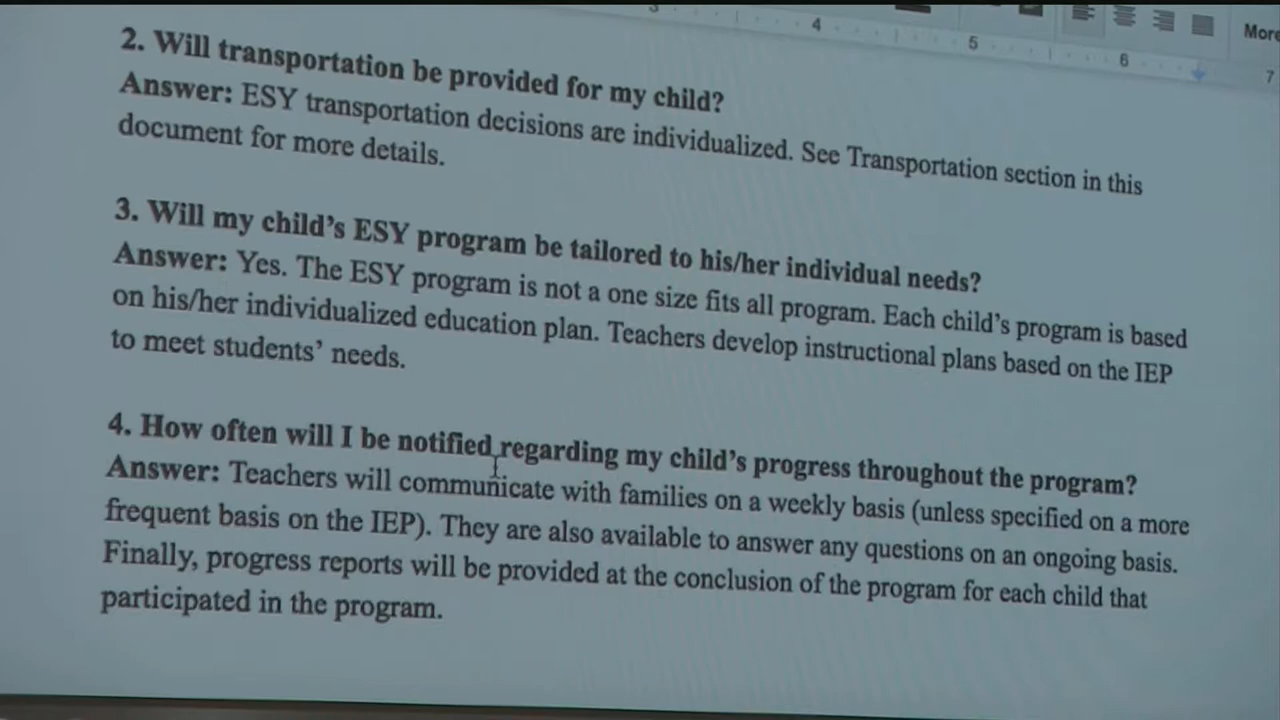 3 4 5 6 7
More
2. Will transportation be provided for my child?
Answer: ESY transportation decisions are individualized. See Transportation section in this
document for more details.
3. Will my child’s ESY program be tailored to his/her individual needs?
Answer: Yes. The ESY program is not a one size fits all program. Each child’s program is based
on his/her individualized education plan. Teachers develop instructional plans based on the IEP
to meet students’ needs.
4. How often will I be notified regarding my child’s progress throughout the program?
Answer: Teachers will communicate with families on a weekly basis (unless specified on a more
frequent basis on the IEP). They are also available to answer any questions on an ongoing basis.
Finally, progress reports will be provided at the conclusion of the program for each child that
participated in the program.